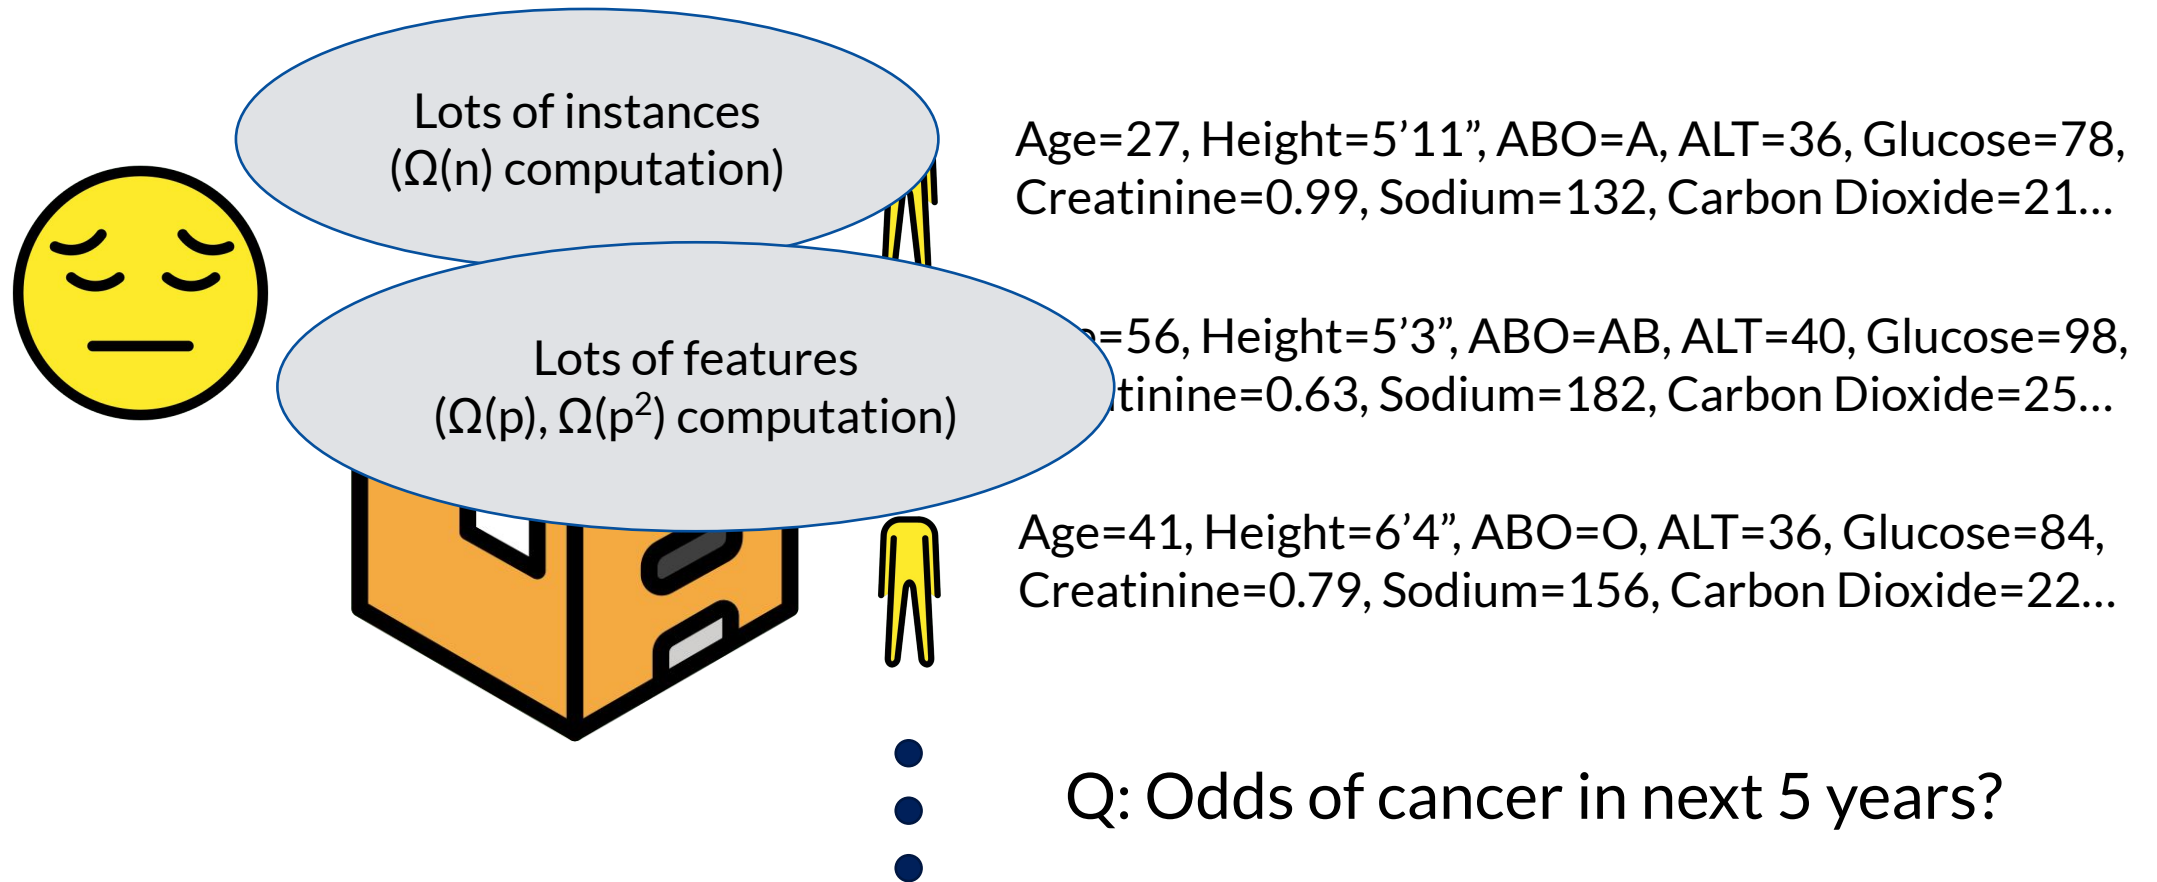 Lots of instances
(Ω(n) computation)
Lots of features
(Ω(p), Ω(p²) computation)
Age=27, Height=5’11”, ABO=A, ALT=36, Glucose=78,
Creatinine=0.99, Sodium=132, Carbon Dioxide=21...
=56, Height=5’3”, ABO=AB, ALT=40, Glucose=98,
tinine=0.63, Sodium=182, Carbon Dioxide=25...
Age=41, Height=6’4”, ABO=O, ALT=36, Glucose=84,
Creatinine=0.79, Sodium=156, Carbon Dioxide=22...
Q: Odds of cancer in next 5 years?